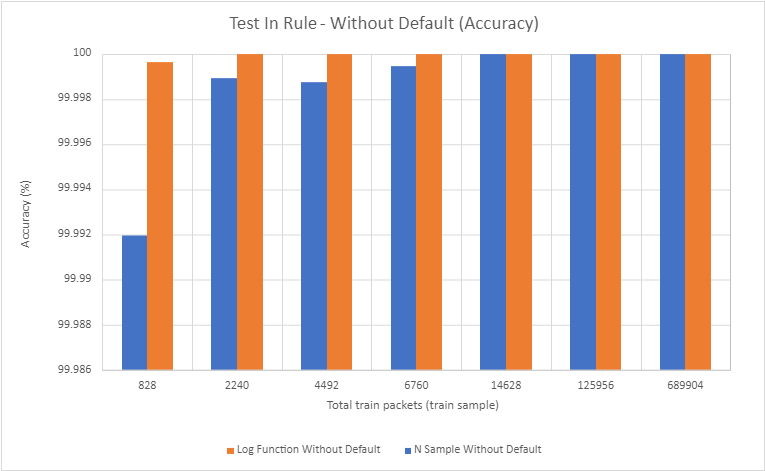 Test In Rule - Without Default (Accuracy)
100
99.998
99.996
99.994
99.992
99.99
99.988
99.986
Accuracy (%)
828 2240 4492 6760 14628 125956 689904
Total train packets (train sample)
Log Function Without Default N Sample Without Default